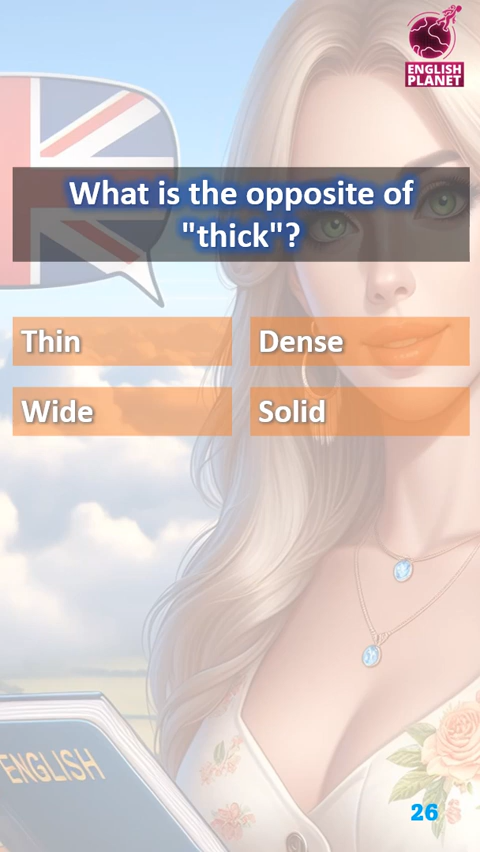 ENGLISH
PLANET
What is the opposite of
"thick"?
Thin
Dense
Wide
Solid
ENGLISH
26